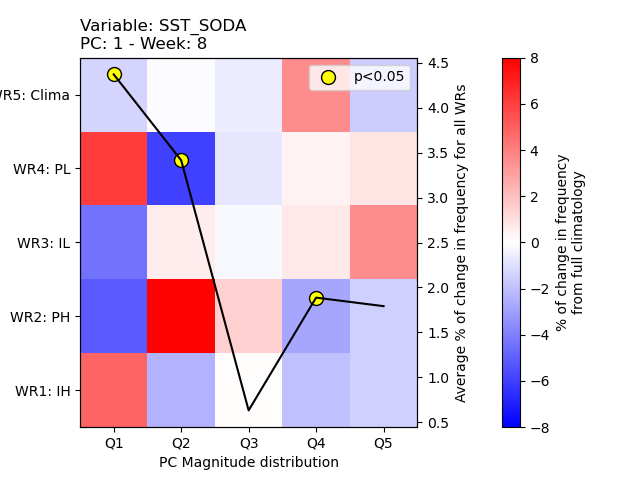 Variable: SST_SODA
PC: 1 - Week: 8
WR5: Clima
WR4: PL
WR3: IL
WR2: PH
WR1: IH
p<0.05
4.5
4.0
3.5
3.0
2.5
2.0
1.5
1.0
0.5
Average % of change in frequency for all WRs
8
6
4
2
0
−2
−4
−6
−8
% of change in frequency
from full climatology
Q1
Q2
Q3
Q4
Q5
PC Magnitude distribution